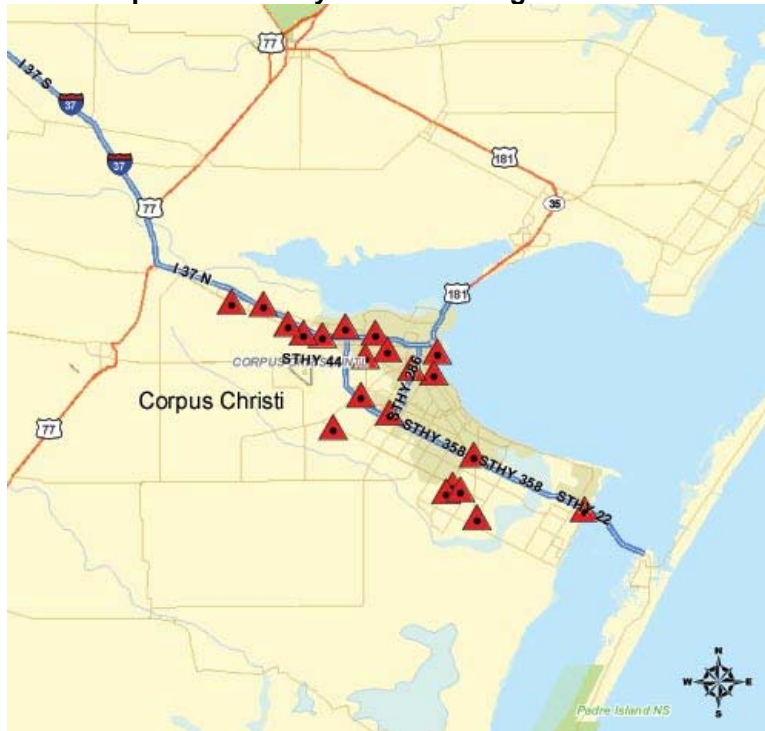 77
I 37 S
37
181
37
77
35
I 37 N
181
STHY 44
STHY 286
Corpus Christi
77
STHY 358
STHY 358
STHY 22
N
W
E
S
Padre Island NS